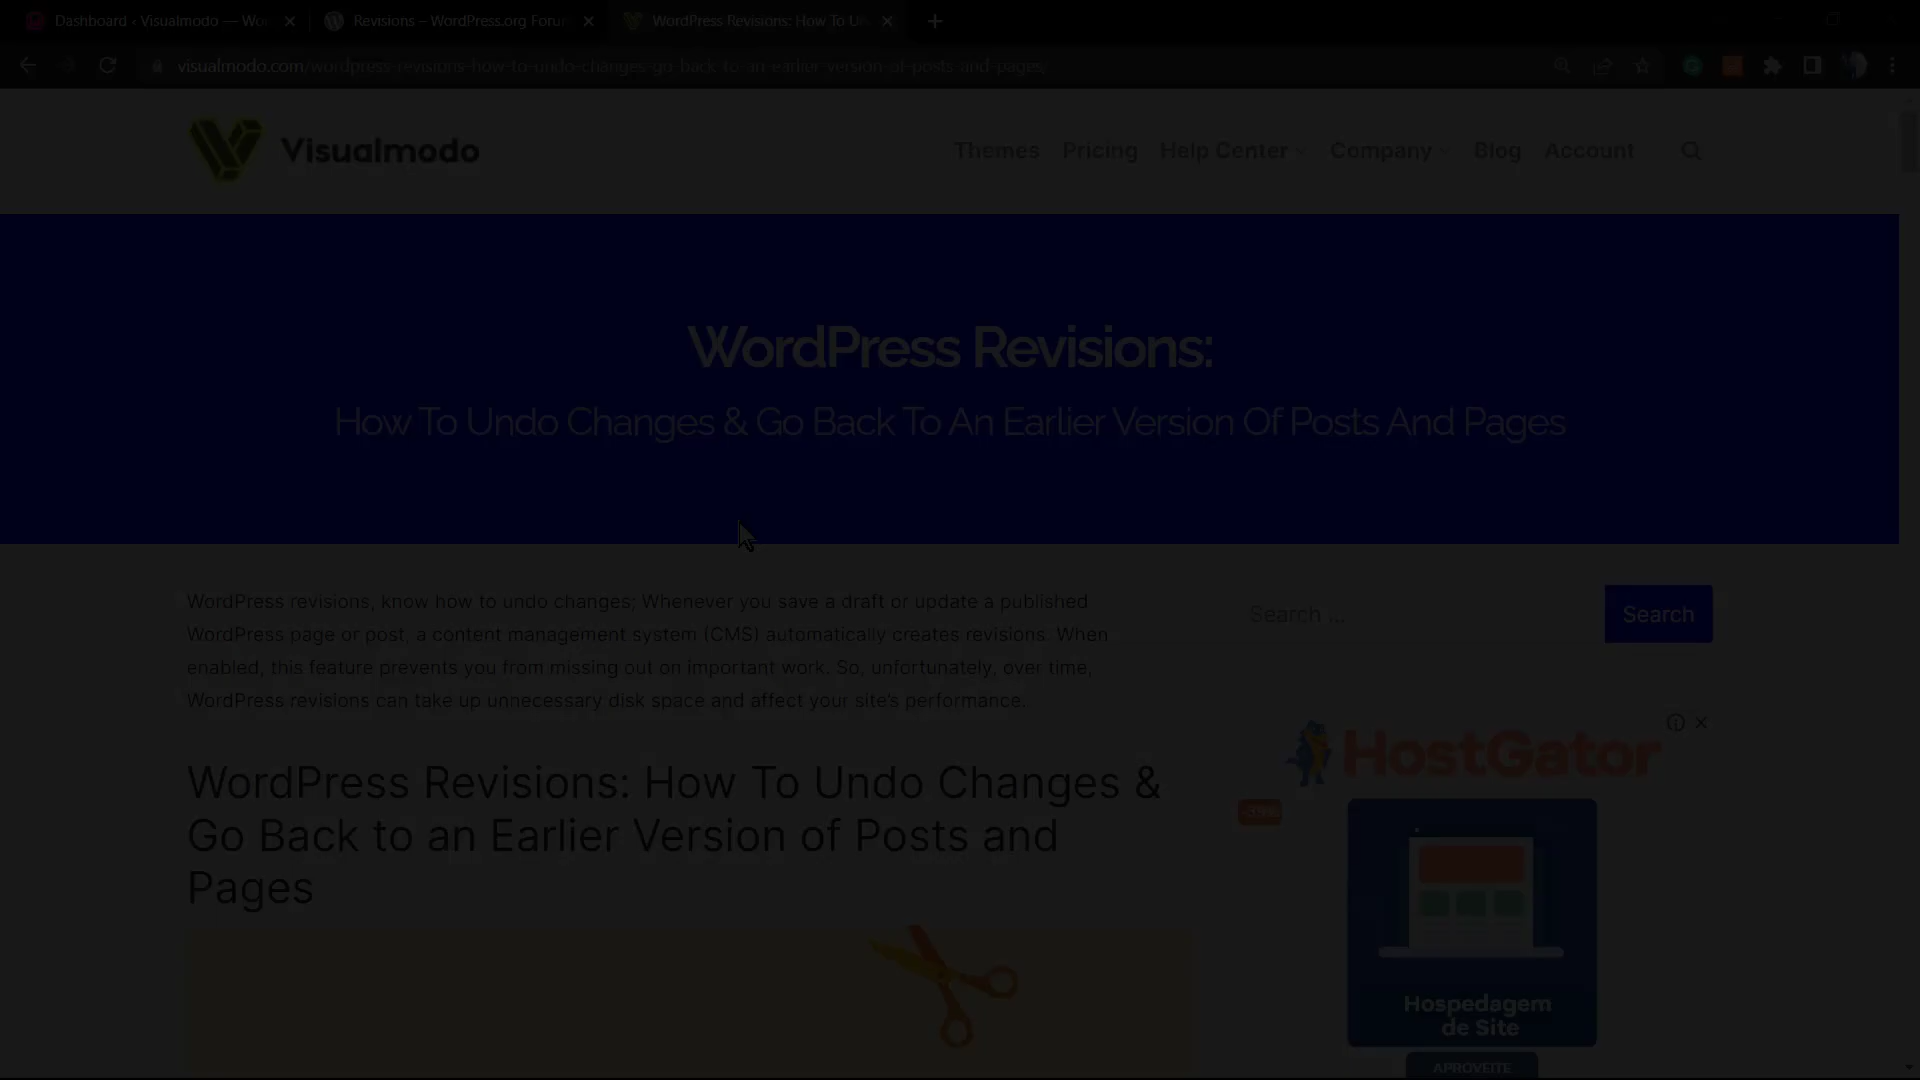 Dashboard ‹ Visualmodo — Wo
Revisions – WordPress.org Foru
WordPress Revisions: How To Un
visualmodo.com/wordpress-revisions-how-to-undo-changes-go-back-to-an-earlier-version-of-posts-and-pages/
Visualmodo
Themes
Pricing
Help Center
Company
Blog
Account
WordPress Revisions:
How To Undo Changes & Go Back To An Earlier Version Of Posts And Pages
WordPress revisions, know how to undo changes; Whenever you save a draft or update a published
WordPress page or post, a content management system (CMS) automatically creates revisions. When
enabled, this feature prevents you from missing out on important work. So, unfortunately, over time,
WordPress revisions can take up unnecessary disk space and affect your site's performance.
Search ...
Search
WordPress Revisions: How To Undo Changes &
Go Back to an Earlier Version of Posts and
Pages
HostGator
Hospedagem
de Site
APROVEITE